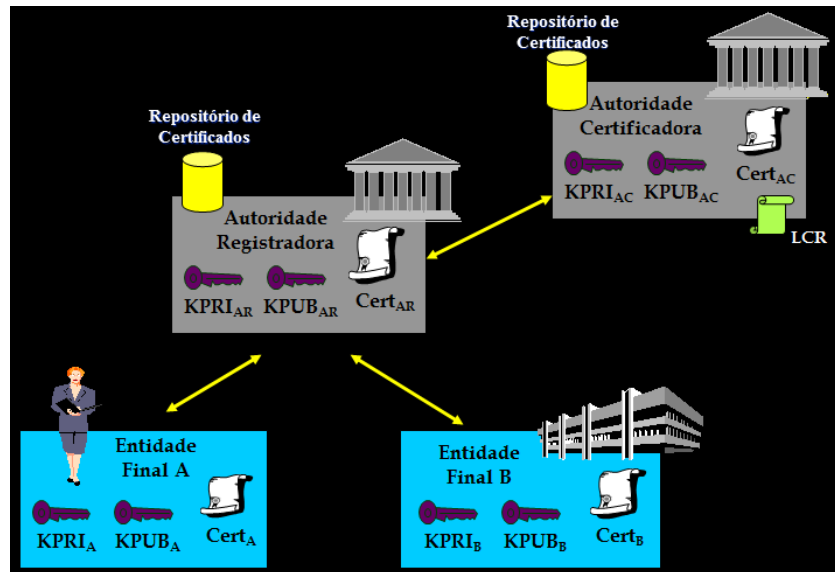 Repositório de
Certificados
Autoridade
Certificadora
KPRIAC KPUBAC
CertAC
LCR
Repositório de
Certificados
Autoridade
Registradora
KPRIAR KPUBAR
CertAR
Entidade
Final A
KPRIA KPUBA
CertA
Entidade
Final B
KPRIB KPUBB
CertB